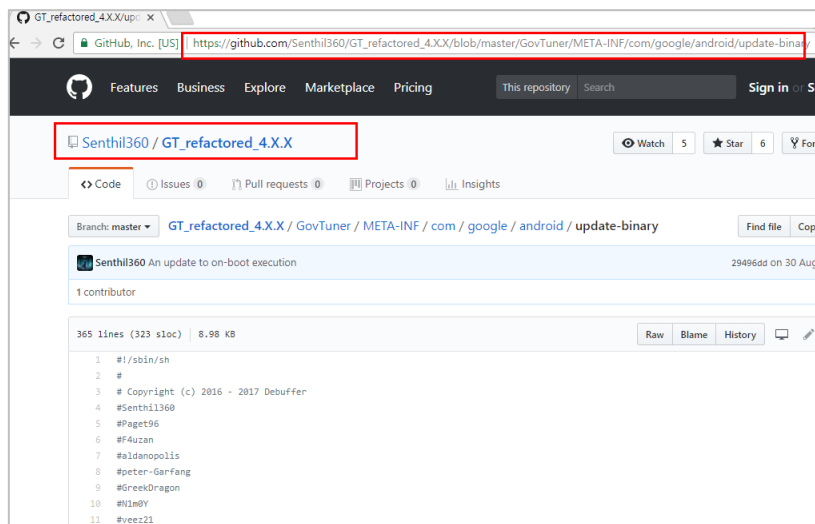 GT_refactored_4.X.X/upd
GitHub, Inc. [US] https://github.com/Senthil360/GT_refactored_4.X.X/blob/master/GovTuner/META-INF/com/google/android/update-binary
Features Business Explore Marketplace Pricing This repository Search Sign in or S
Senthil360 / GT_refactored_4.X.X Watch 5 Star 6 For
Code Issues 0 Pull requests 0 Projects 0 Insights
Branch: master GT_refactored_4.X.X / GovTuner / META-INF / com / google / android / update-binary Find file Cop
Senthil360 An update to on-boot execution 29496dd on 30 Aug
1 contributor
365 lines (323 sloc) 8.98 KB Raw Blame History
1 #!/sbin/sh
2 #
3 # Copyright (c) 2016 - 2017 Debuffer
4 #Senthil360
5 #Paget96
6 #F4uzan
7 #aldanopolis
8 #peter-Garfang
9 #GreekDragon
10 #N1m0Y
11 #veez21